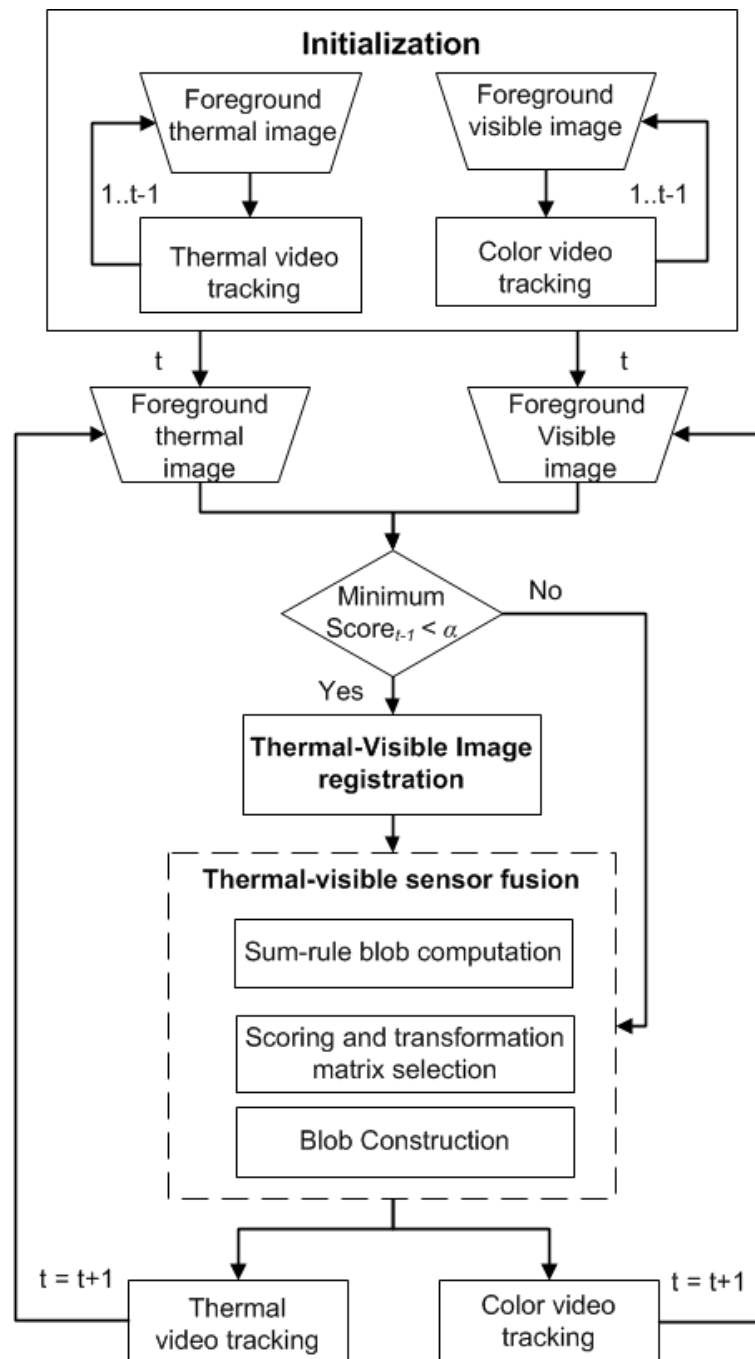 Initialization
Foreground
thermal image
Foreground
visible image
1..t-1
1..t-1
Thermal video
tracking
Color video
tracking
t
t
Foreground
thermal
image
Foreground
Visible
image
Minimum
Score t-1 < α
No
Yes
Thermal-Visible Image
registration
Thermal-visible sensor fusion
Sum-rule blob computation
Scoring and transformation
matrix selection
Blob Construction
t = t+1
t = t+1
Thermal
video tracking
Color video
tracking